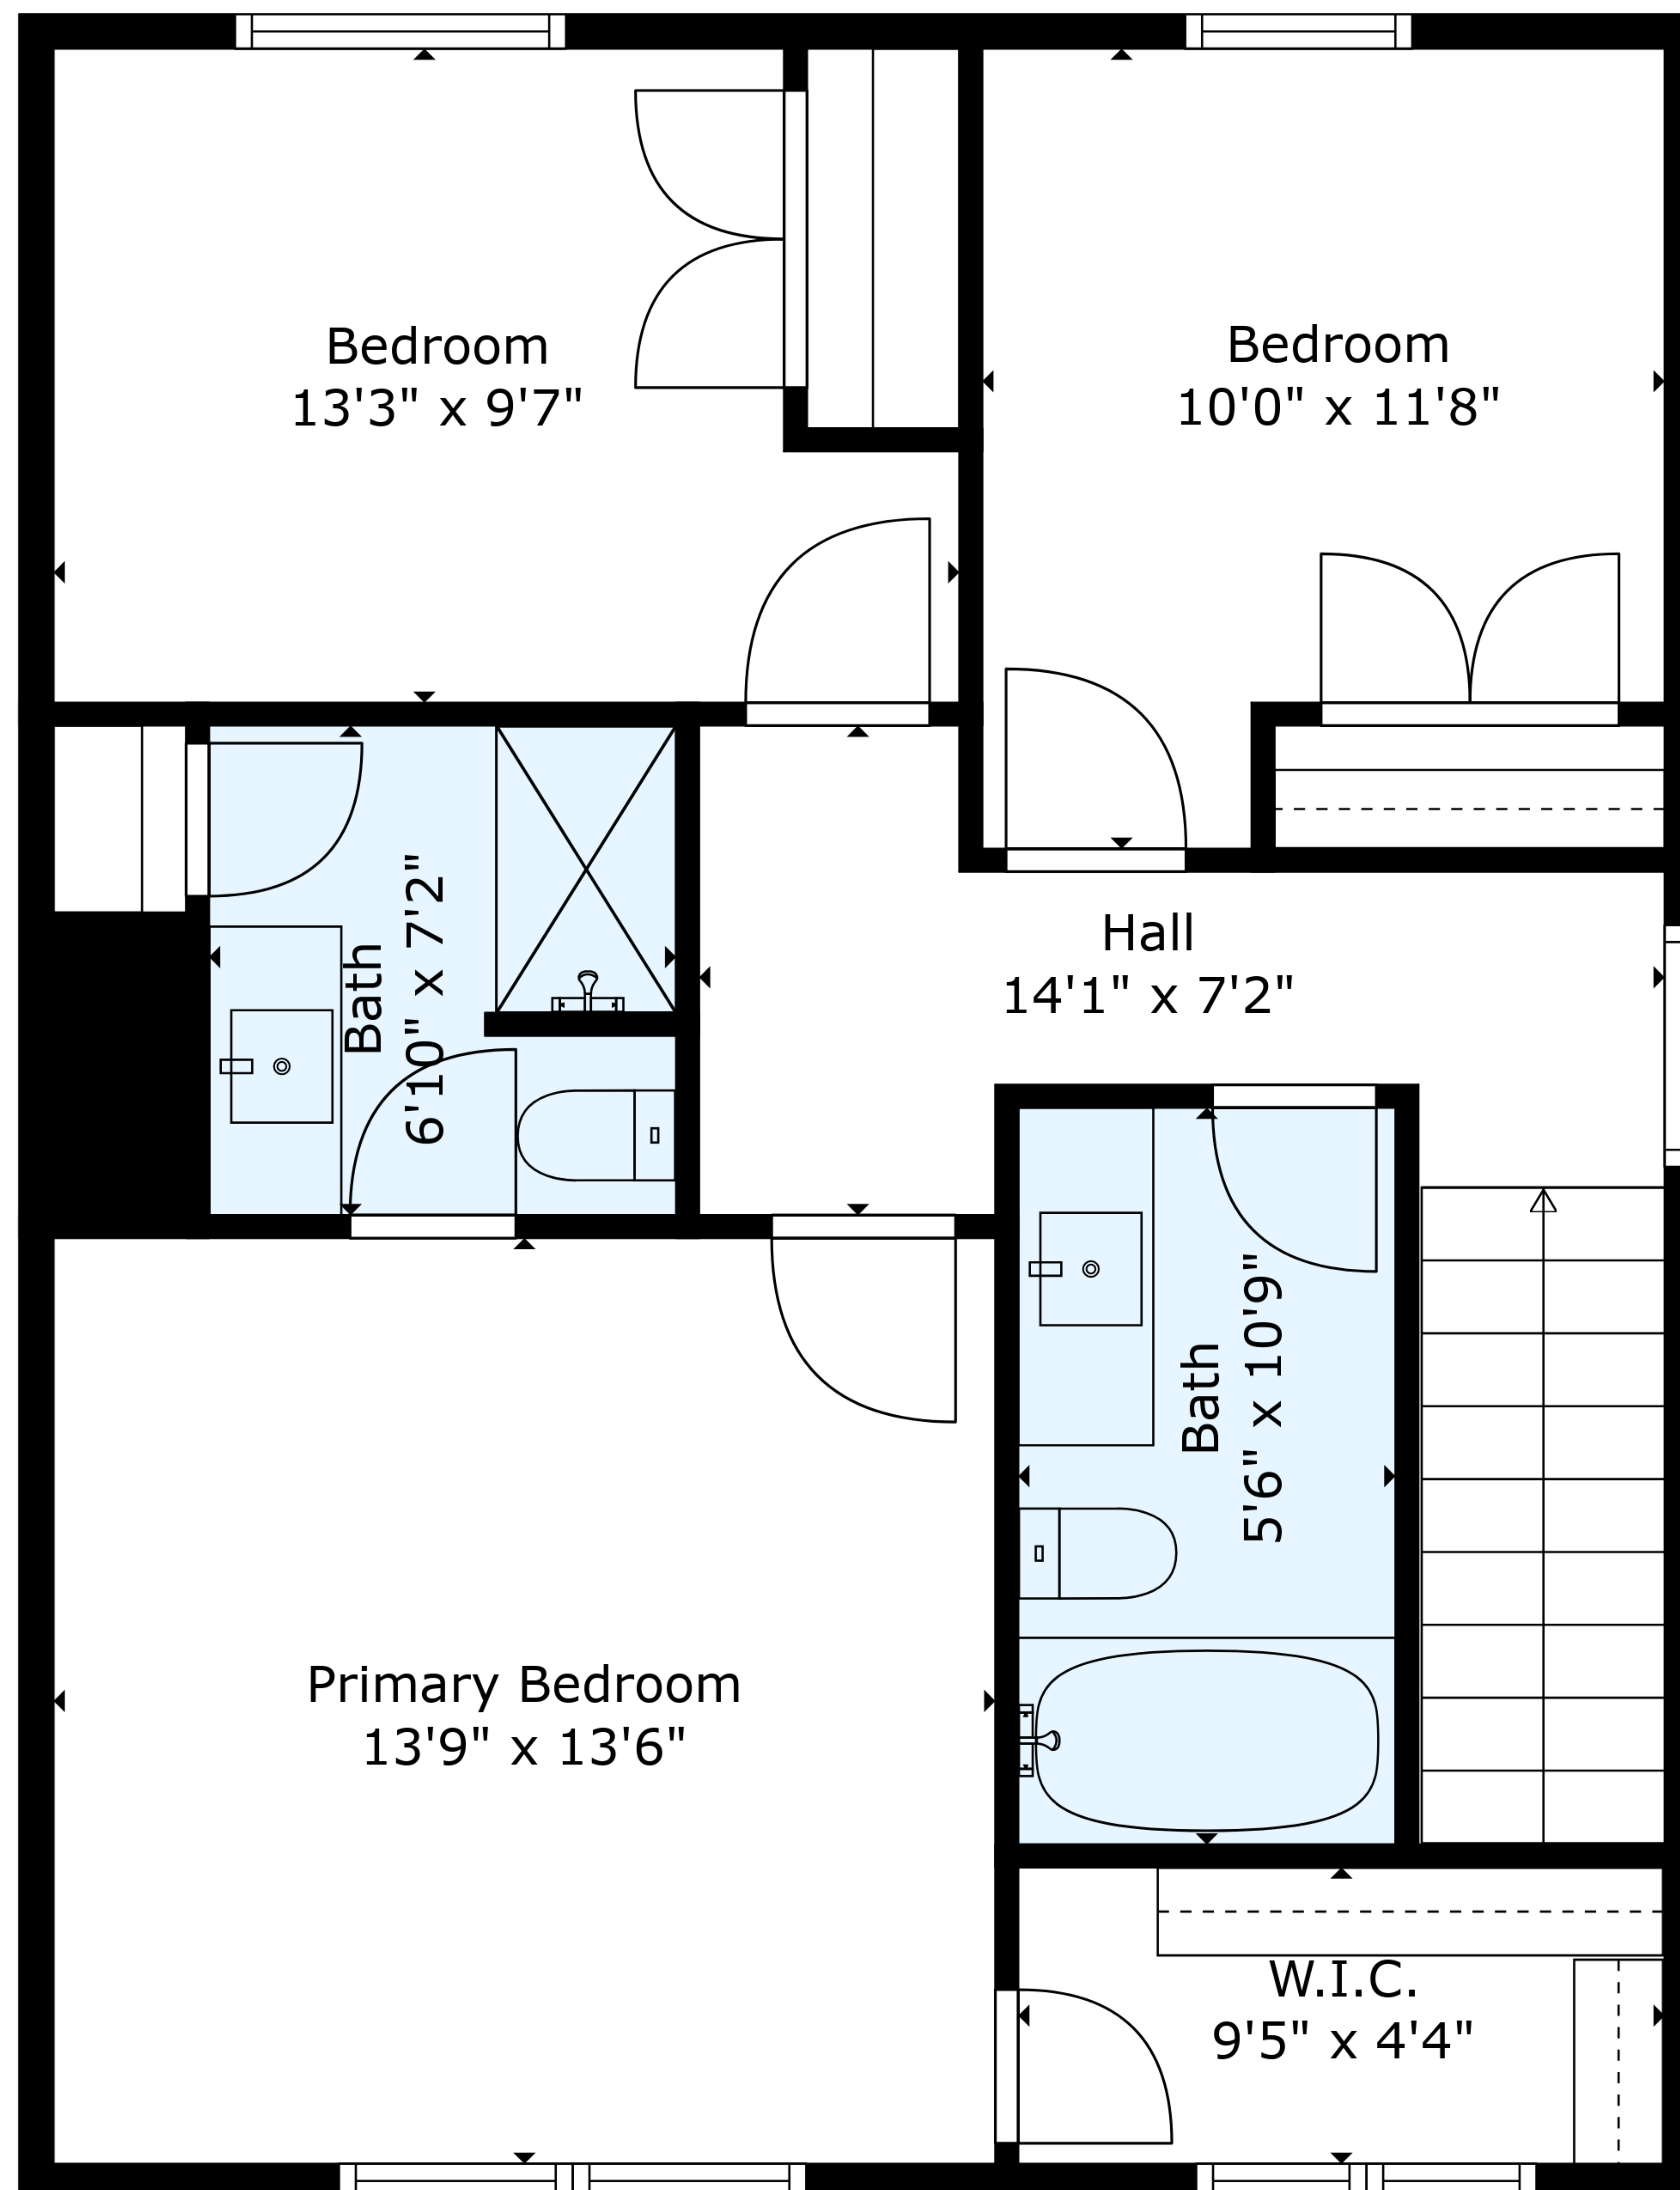 Bedroom
13'3" x 9'7"
Bedroom
10'0" x 11'8"
Bath
6'10" x 7'2"
Hall
14'1" x 7'2"
Bath
5'6" x 10'9"
Primary Bedroom
13'9" x 13'6"
W.I.C.
9'5" x 4'4"